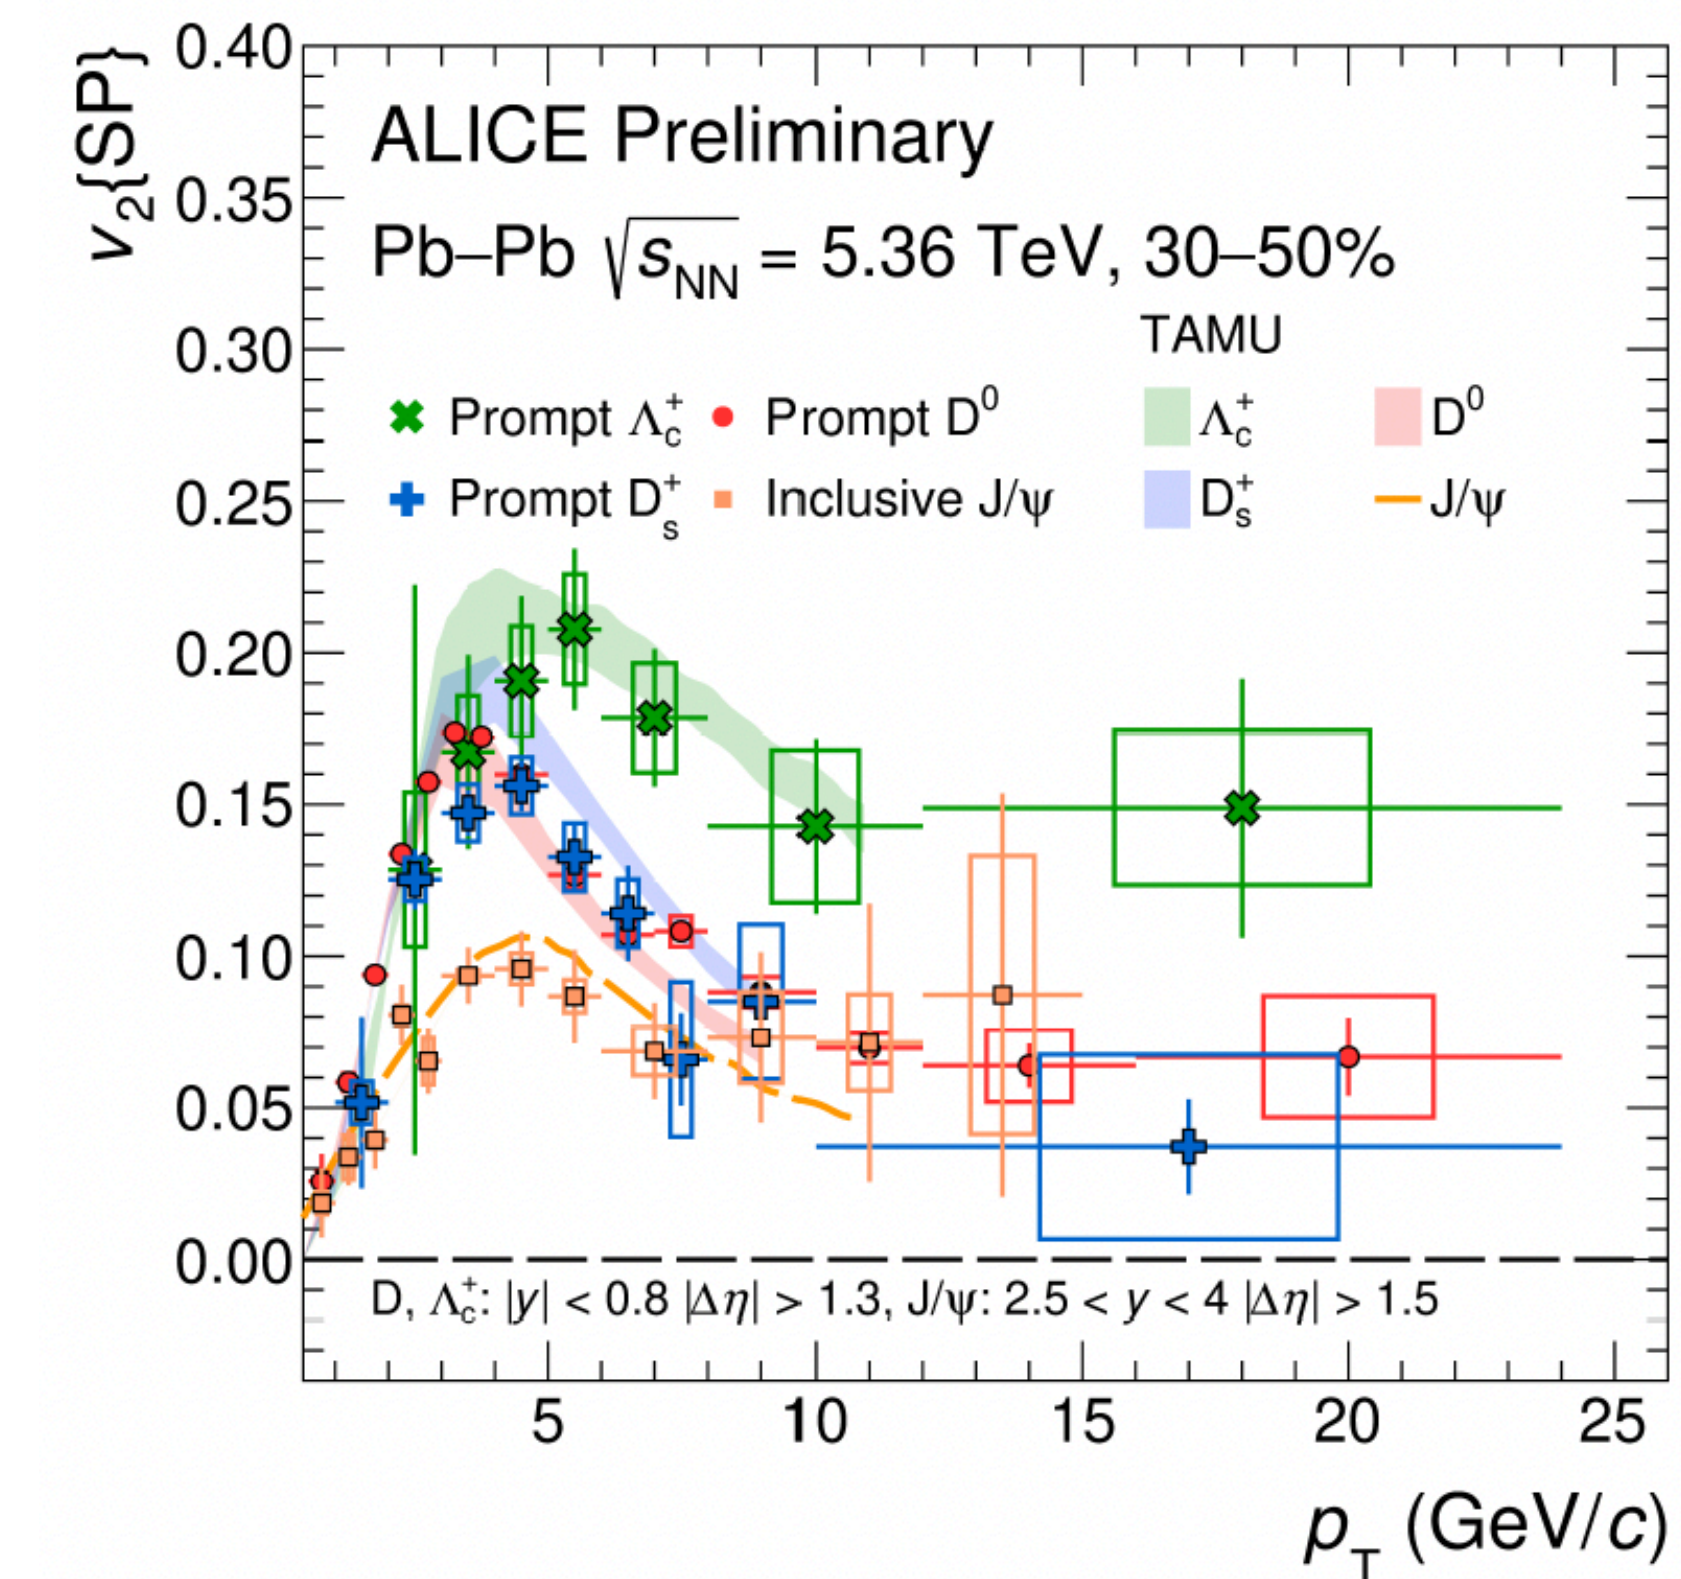 v₂{SP}
0.40
0.35
0.30
0.25
0.20
0.15
0.10
0.05
0.00
ALICE Preliminary
Pb–Pb √sNN = 5.36 TeV, 30–50%
TAMU
Prompt Λc+ Prompt D0 Λc+ D0
Prompt Ds+ Inclusive J/ψ Ds+ J/ψ
D, Λc+: |y| < 0.8 |Δη| > 1.3, J/ψ: 2.5 < y < 4 |Δη| > 1.5
5 10 15 20 25
pT (GeV/c)